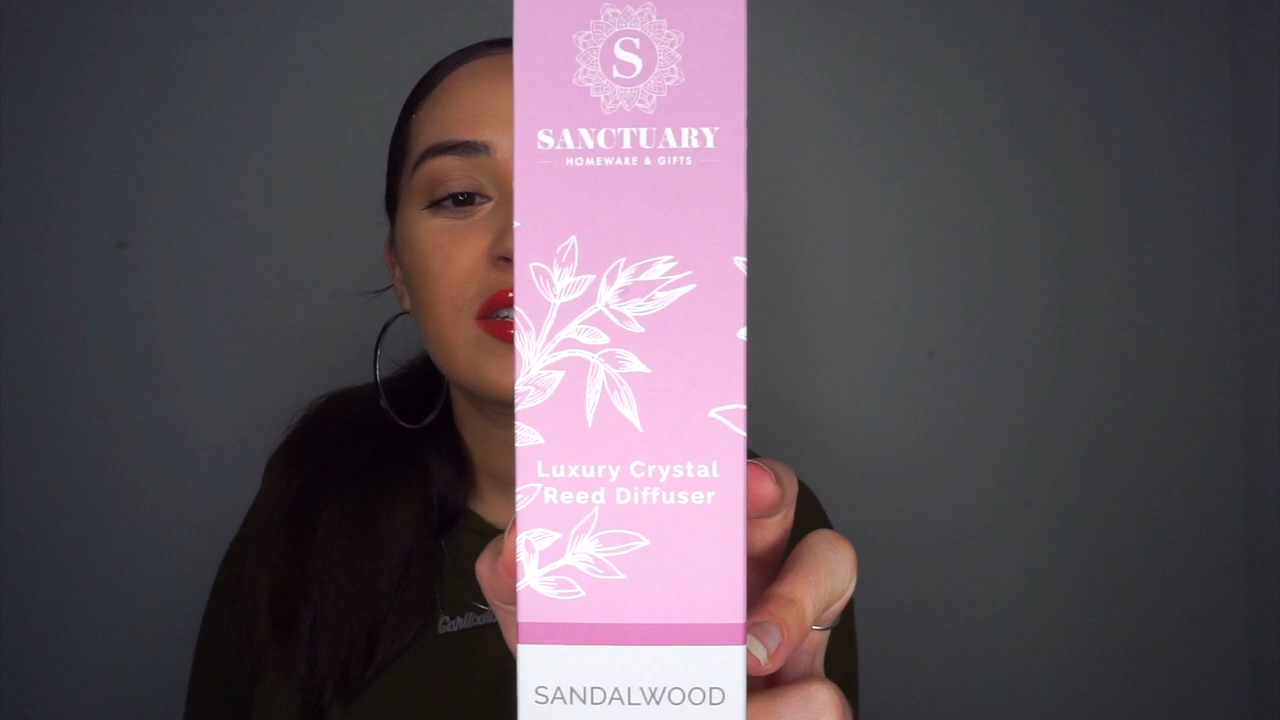 S
SANCTUARY
HOMEWARE & GIFTS
Luxury Crystal
Reed Diffuser
SANDALWOOD